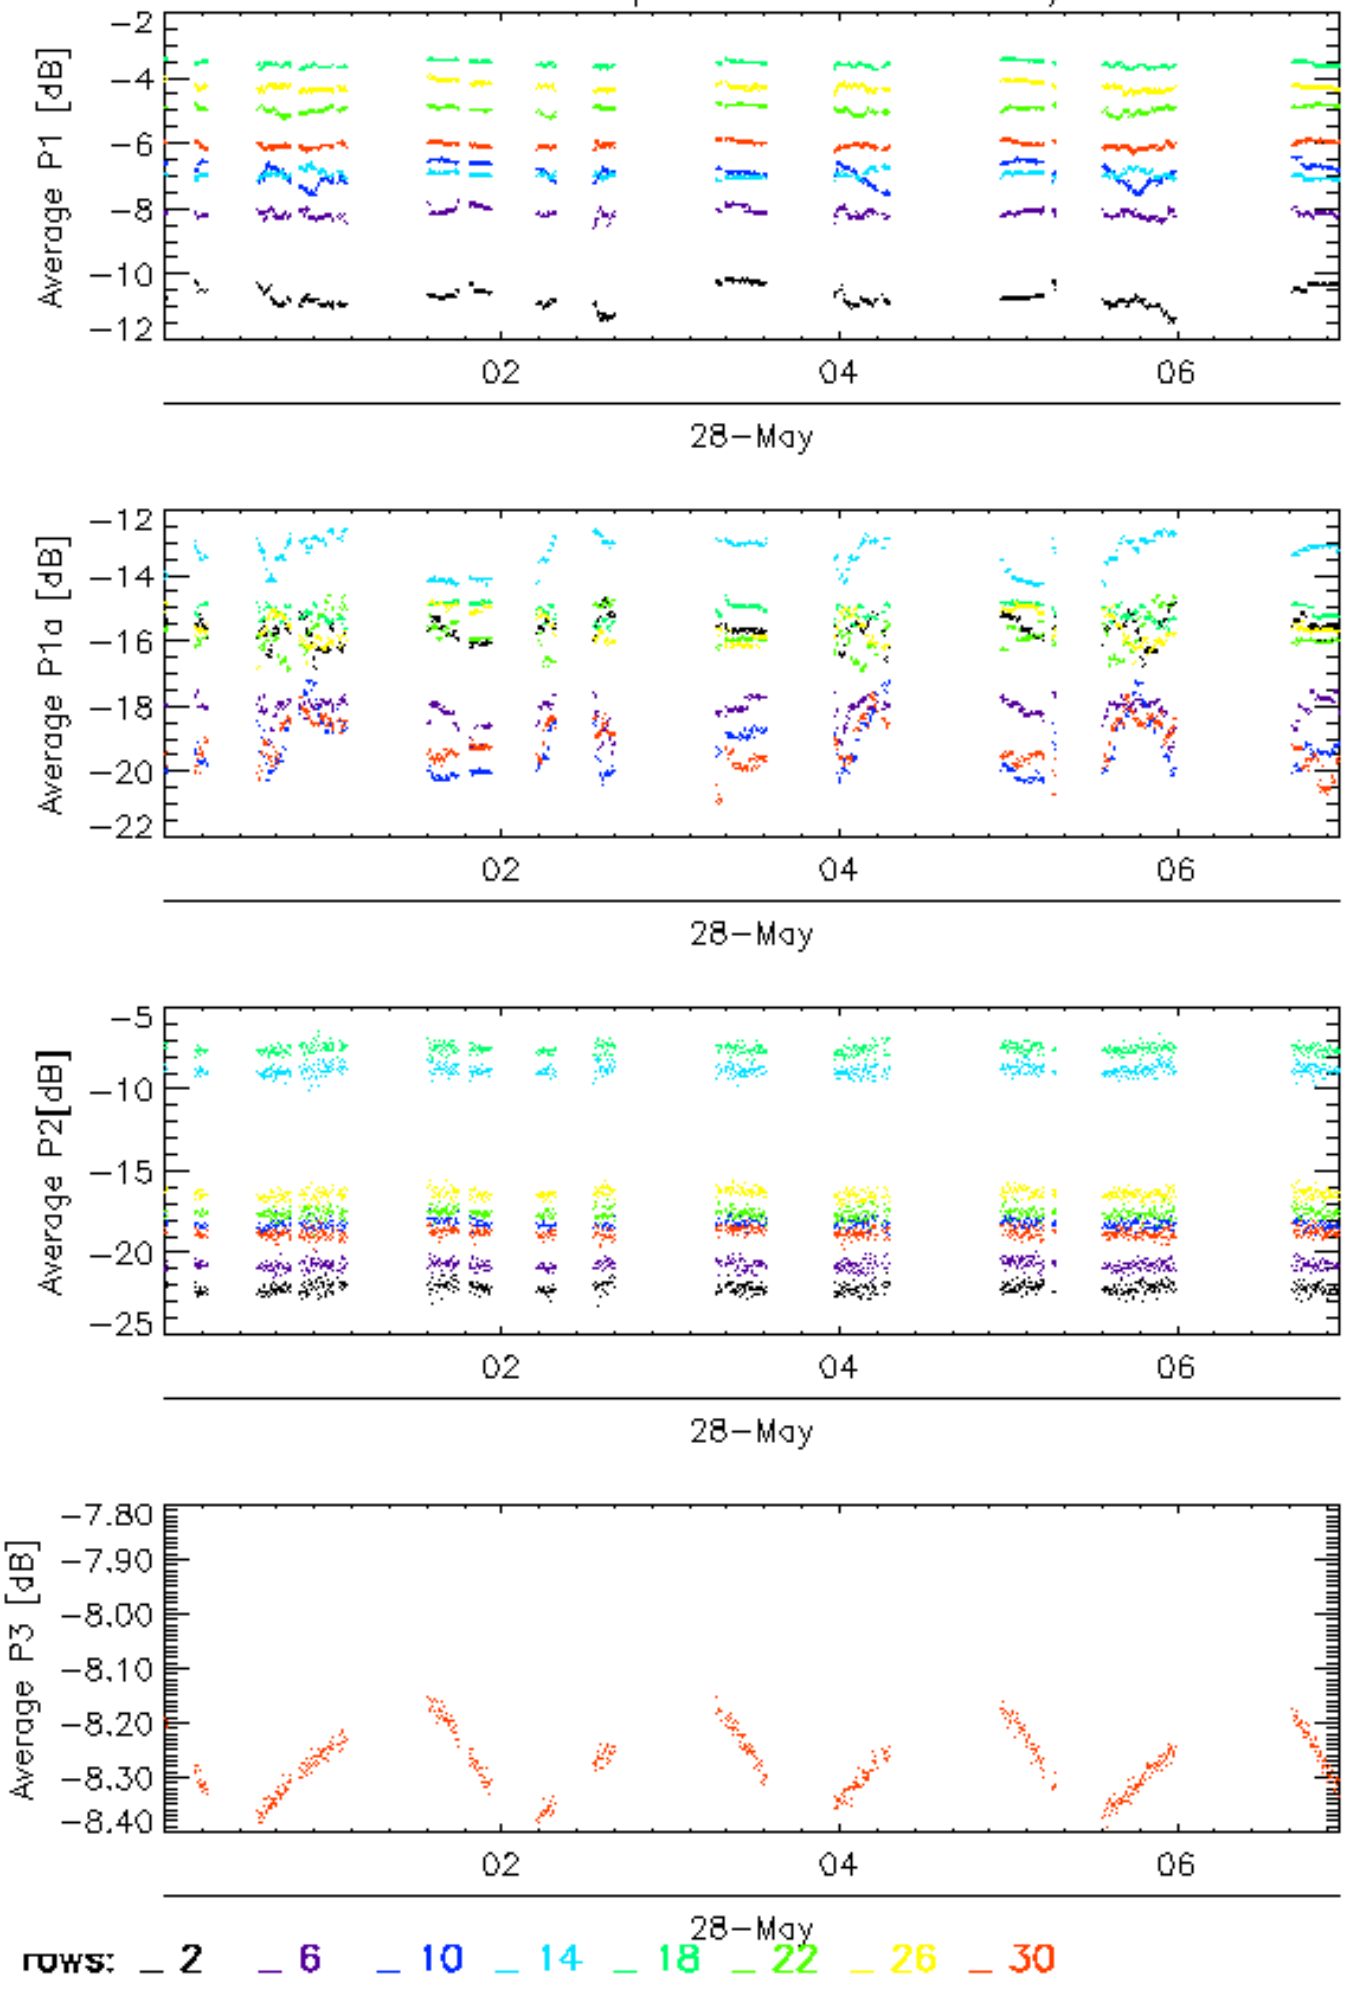 Average P1 [dB]
-2
-4
-6
-8
-10
-12
02 04 06
28-May
Average P1a [dB]
-12
-14
-16
-18
-20
-22
02 04 06
28-May
Average P2[dB]
-5
-10
-15
-20
-25
02 04 06
28-May
Average P3 [dB]
-7.80
-7.90
-8.00
-8.10
-8.20
-8.30
-8.40
02 04 06
28-May
rows: _ 2 _ 6 _ 10 _ 14 _ 18 _ 22 _ 26 _ 30